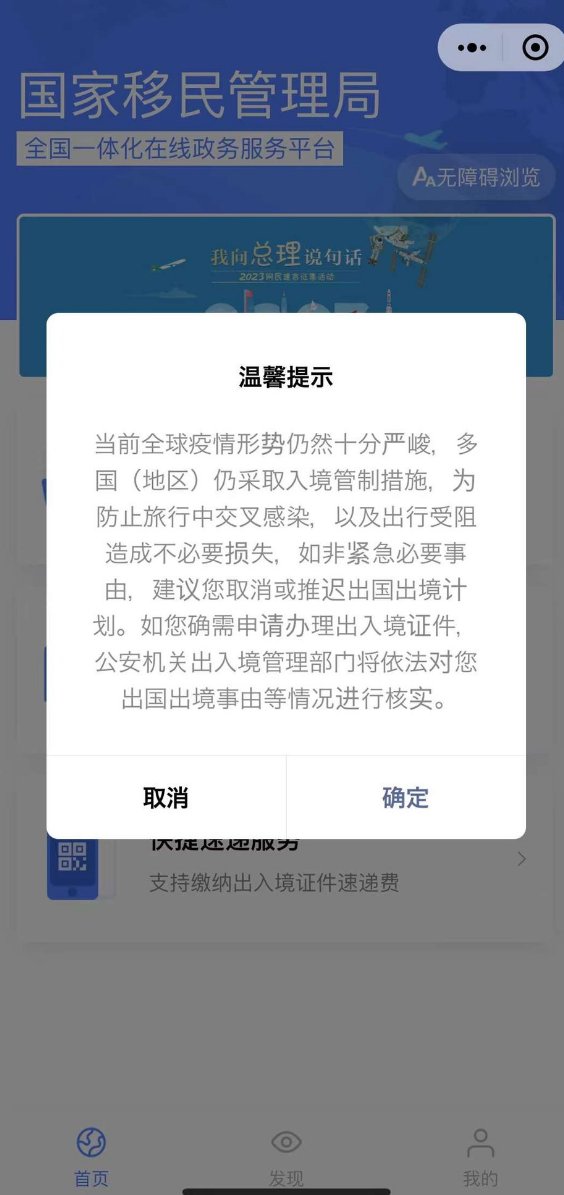 国家移民管理局
全国一体化在线政务服务平台
AA无障碍浏览
我向总理说句话
2023网民建言征集活动
温馨提示
当前全球疫情形势仍然十分严峻，多
国（地区）仍采取入境管制措施，为
防止旅行中交叉感染，以及出行受阻
造成不必要损失，如非紧急必要事
由，建议您取消或推迟出国出境计
划。如您确需申请办理出入境证件，
公安机关出入境管理部门将依法对您
出国出境事由等情况进行核实。
取消
确定
快捷速递服务
支持缴纳出入境证件速递费
首页
发现
我的